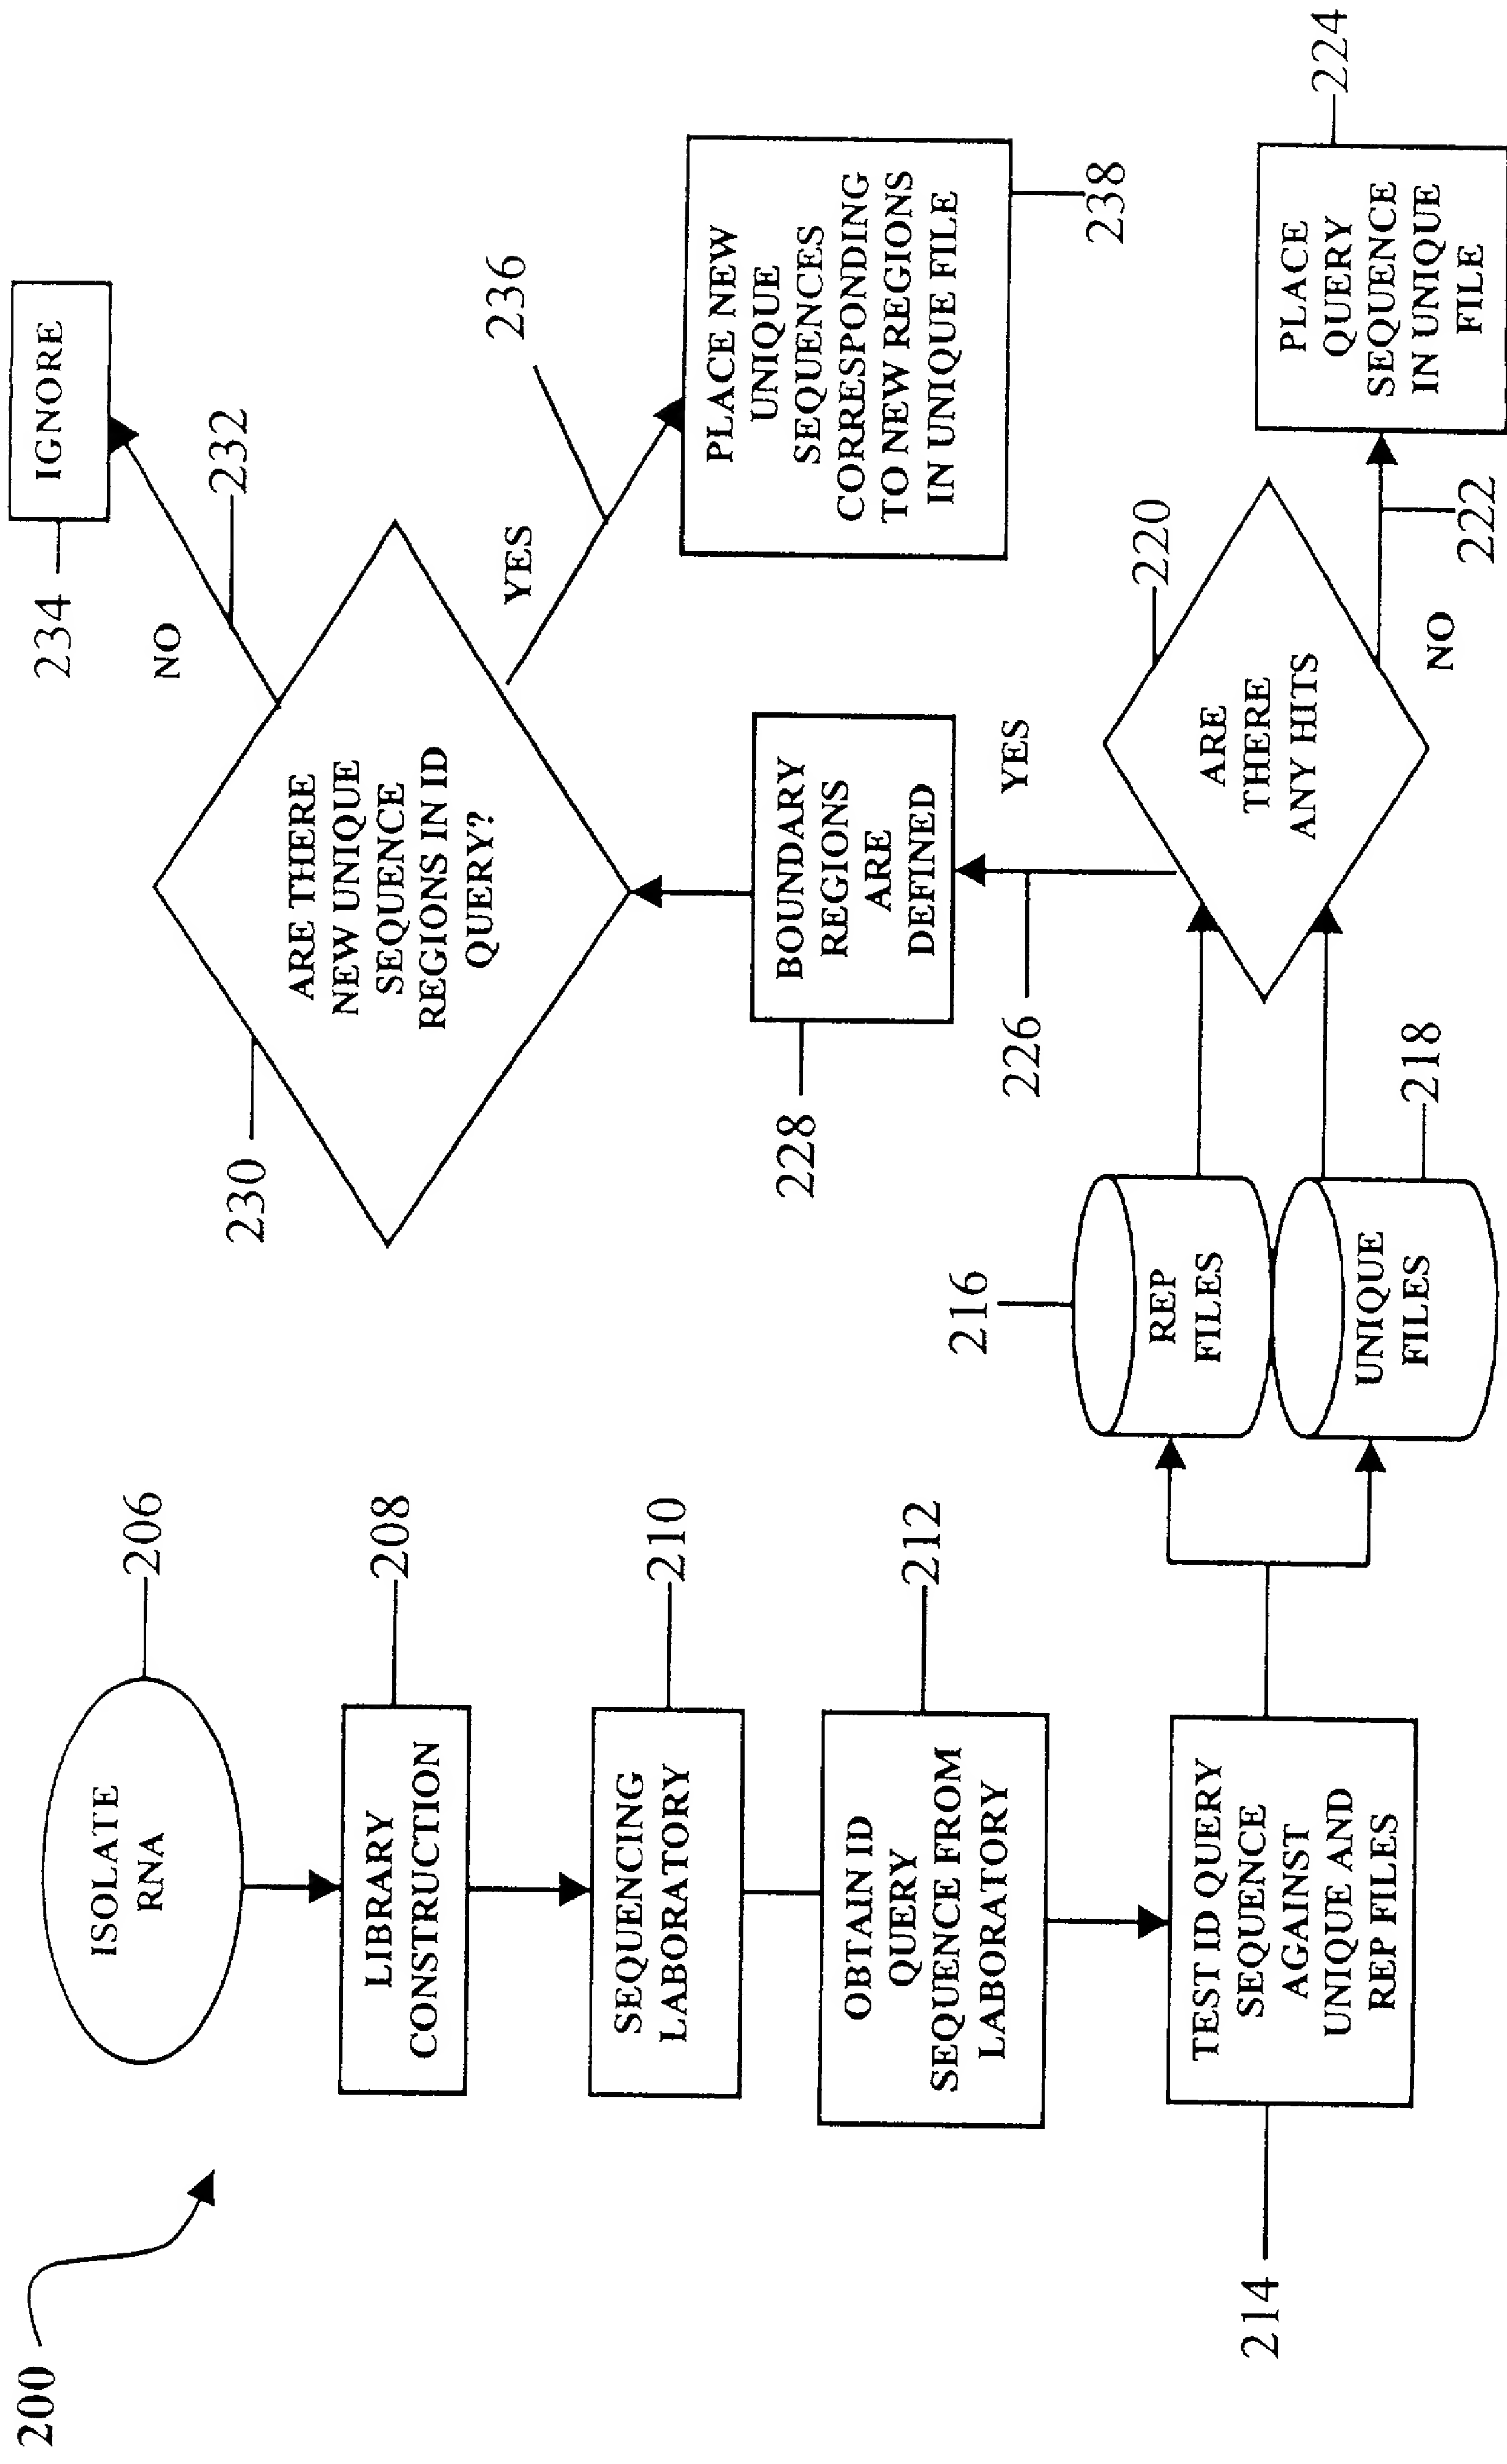 200
ISOLATE
RNA
206
LIBRARY
CONSTRUCTION
208
SEQUENCING
LABORATORY
210
OBTAIN ID
QUERY
SEQUENCE FROM
LABORATORY
212
TEST ID QUERY
SEQUENCE
AGAINST
UNIQUE AND
REP FILES
214
REP
FILES
216
UNIQUE
FILES
218
ARE
THERE
ANY HITS
220
NO
222
PLACE
QUERY
SEQUENCE
IN UNIQUE
FILE
224
YES
226
BOUNDARY
REGIONS
ARE
DEFINED
228
ARE THERE
NEW UNIQUE
SEQUENCE
REGIONS IN ID
QUERY?
230
NO
232
IGNORE
234
YES
236
PLACE NEW
UNIQUE
SEQUENCES
CORRESPONDING
TO NEW REGIONS
IN UNIQUE FILE
238